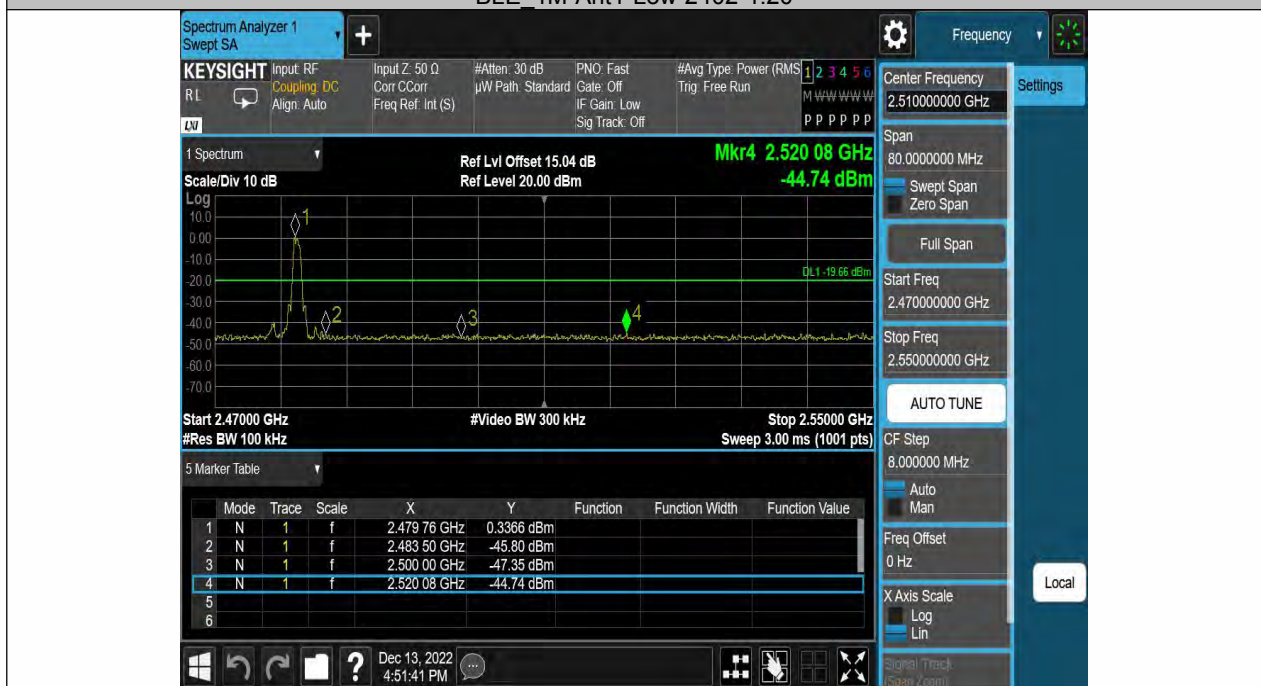 Spectrum Analyzer 1
Swept SA
+
Frequency
KEYSIGHT
RL
LXI
Input: RF
Coupling: DC
Align: Auto
Input Z: 50 Ω
Corr CCorr
Freq Ref: Int (S)
#Atten: 30 dB
µW Path: Standard
PNO: Fast
Gate: Off
IF Gain: Low
Sig Track: Off
#Avg Type: Power (RMS
Trig: Free Run
1 2 3 4 5 6
M W W W W W
P P P P P P
Center Frequency
2.510000000 GHz
Settings
Span
80.0000000 MHz
Swept Span
Zero Span
Full Span
Start Freq
2.470000000 GHz
Stop Freq
2.550000000 GHz
AUTO TUNE
CF Step
8.000000 MHz
Auto
Man
Freq Offset
0 Hz
X Axis Scale
Log
Lin
Signal Track
(Span Zoom)
Local
1 Spectrum
Scale/Div 10 dB
Log
Ref Lvl Offset 15.04 dB
Ref Level 20.00 dBm
Mkr4 2.520 08 GHz
-44.74 dBm
10.0
0.00
-10.0
-20.0
-30.0
-40.0
-50.0
-60.0
-70.0
1
2
3
4
DL1 -19.66 dBm
Start 2.47000 GHz
#Res BW 100 kHz
#Video BW 300 kHz
Stop 2.55000 GHz
Sweep 3.00 ms (1001 pts)
5 Marker Table
Mode Trace Scale X Y Function Function Width Function Value
1 N 1 f 2.479 76 GHz 0.3366 dBm
2 N 1 f 2.483 50 GHz -45.80 dBm
3 N 1 f 2.500 00 GHz -47.35 dBm
4 N 1 f 2.520 08 GHz -44.74 dBm
5
6
?
Dec 13, 2022
4:51:41 PM